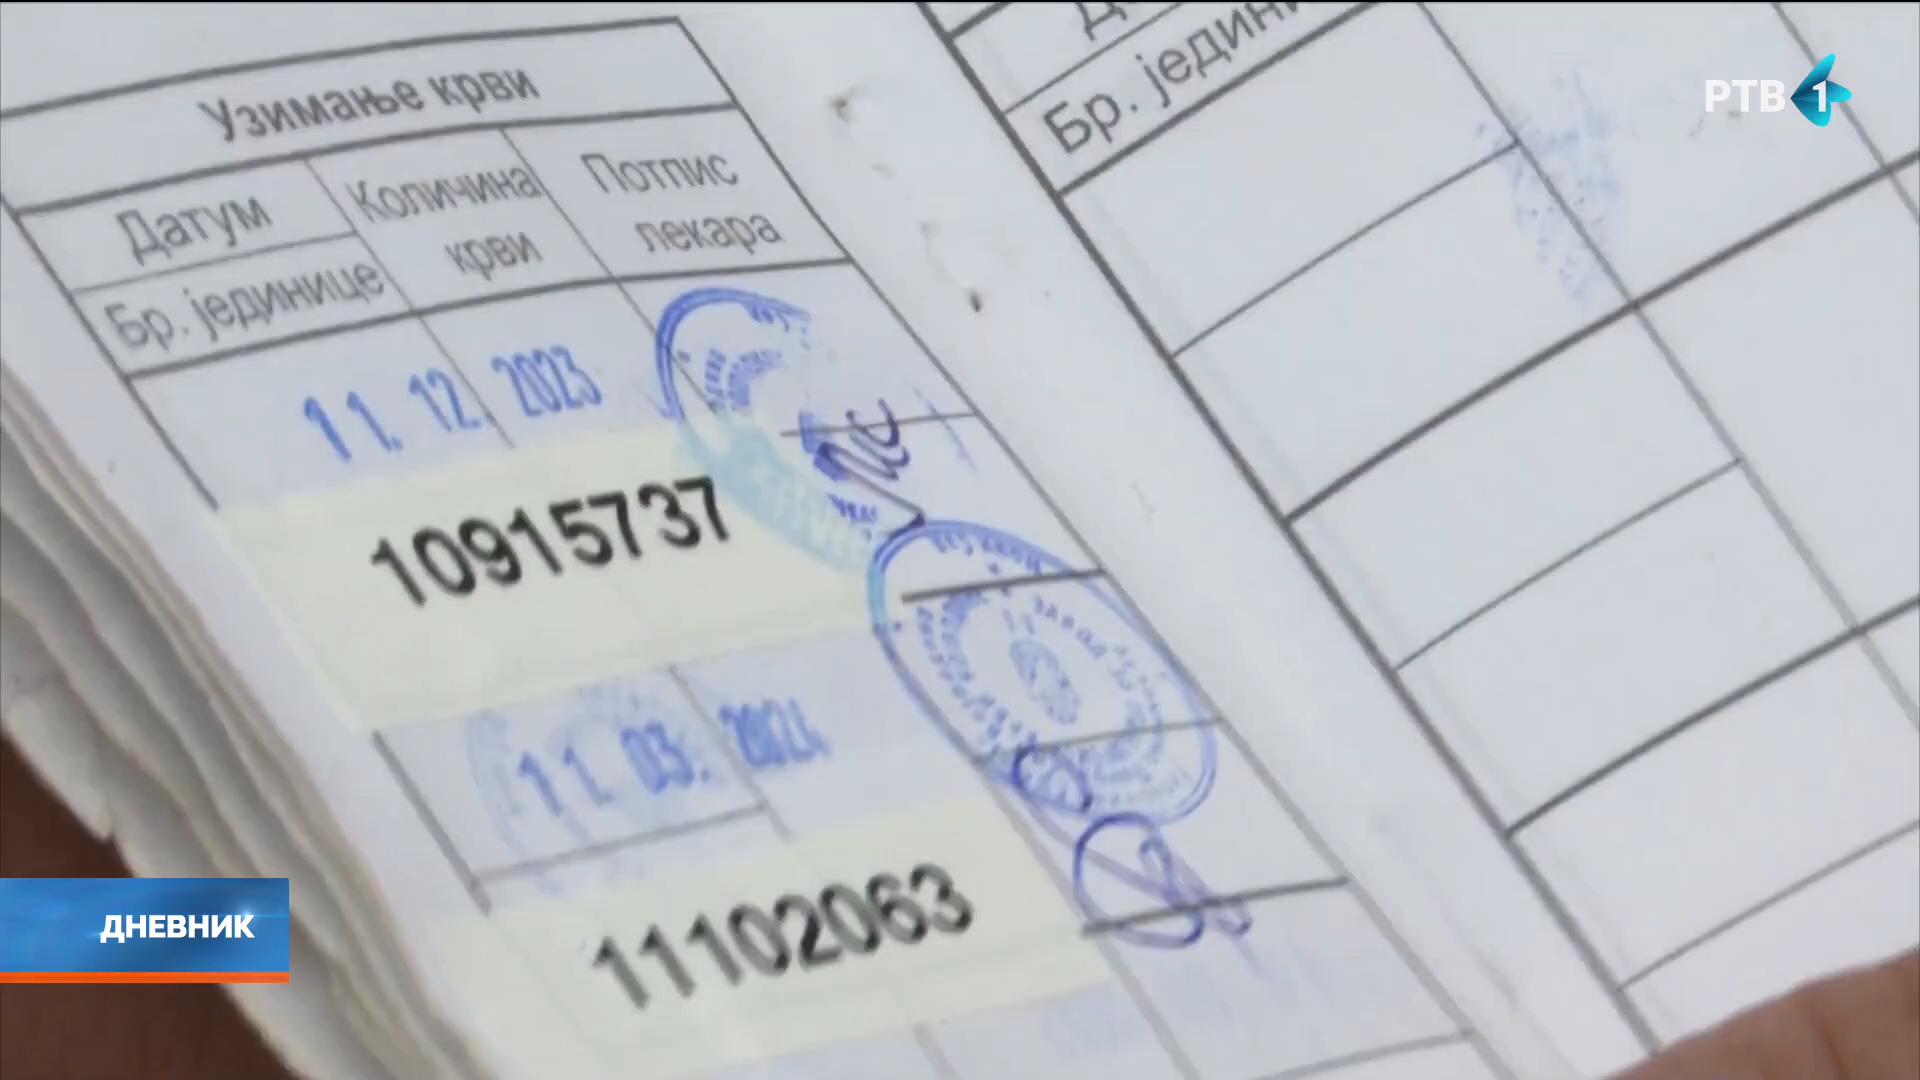 Узимање крви
Датум
Бр. јединице
Количина крви
Потпис лекара
11. 12. 2023
10915737
11. 03. 2024
11102063
Бр. једини
РТВ 1
ДНЕВНИК